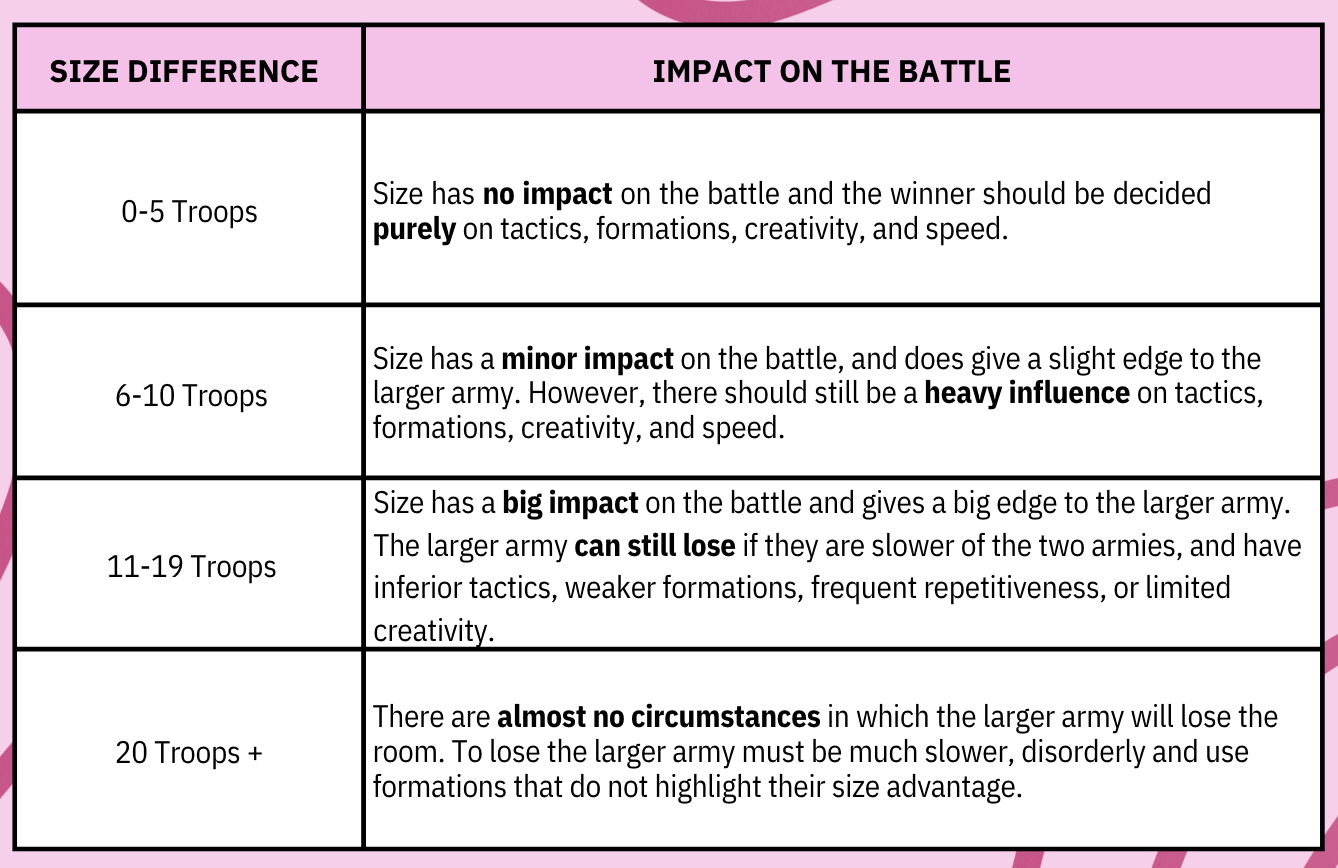 SIZE DIFFERENCE
IMPACT ON THE BATTLE
0-5 Troops
Size has no impact on the battle and the winner should be decided
purely on tactics, formations, creativity, and speed.
6-10 Troops
Size has a minor impact on the battle, and does give a slight edge to the
larger army. However, there should still be a heavy influence on tactics,
formations, creativity, and speed.
11-19 Troops
Size has a big impact on the battle and gives a big edge to the larger army.
The larger army can still lose if they are slower of the two armies, and have
inferior tactics, weaker formations, frequent repetitiveness, or limited
creativity.
20 Troops +
There are almost no circumstances in which the larger army will lose the
room. To lose the larger army must be much slower, disorderly and use
formations that do not highlight their size advantage.